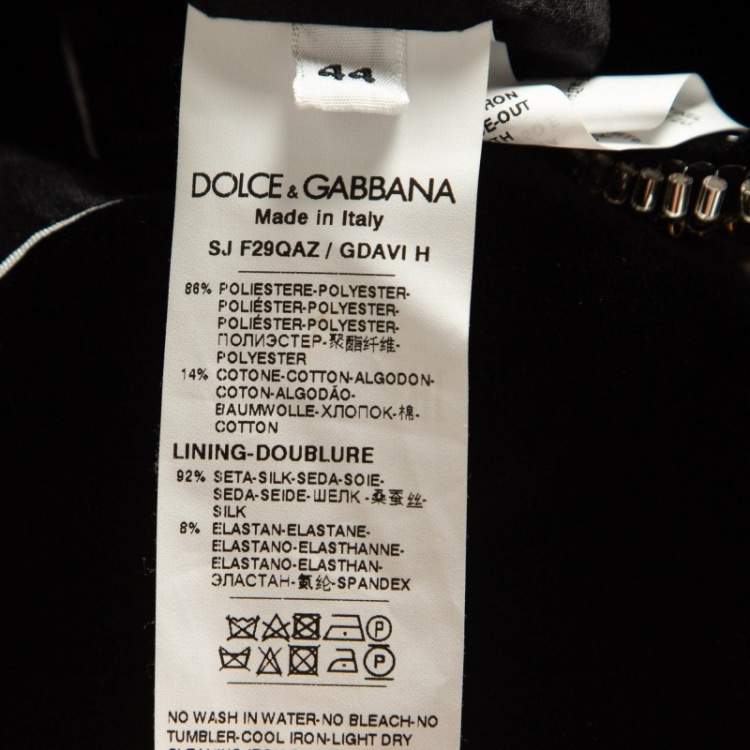 44
RON
E-OUT
TH
DOLCE & GABBANA
Made in Italy
SJ F29QAZ / GDAVI H
86% POLIESTERE-POLYESTER-
POLIÉSTER-POLYESTER-
POLIÉSTER-POLYESTER-
ПОЛИЭСТЕР-聚酯纤维-
POLYESTER
14% COTONE-COTTON-ALGODON-
COTON-ALGODÃO-
BAUMWOLLE-ХЛОПОК-棉-
COTTON
LINING-DOUBLURE
92% SETA-SILK-SEDA-SOIE-
SEDA-SEIDE-ШЕЛК-桑蚕丝-
SILK
8% ELASTAN-ELASTANE-
ELASTANO-ELASTHANNE-
ELASTANO-ELASTHAN-
ЭЛАСТАН-氨纶-SPANDEX
P
P
NO WASH IN WATER-NO BLEACH-NO
TUMBLER-COOL IRON-LIGHT DRY